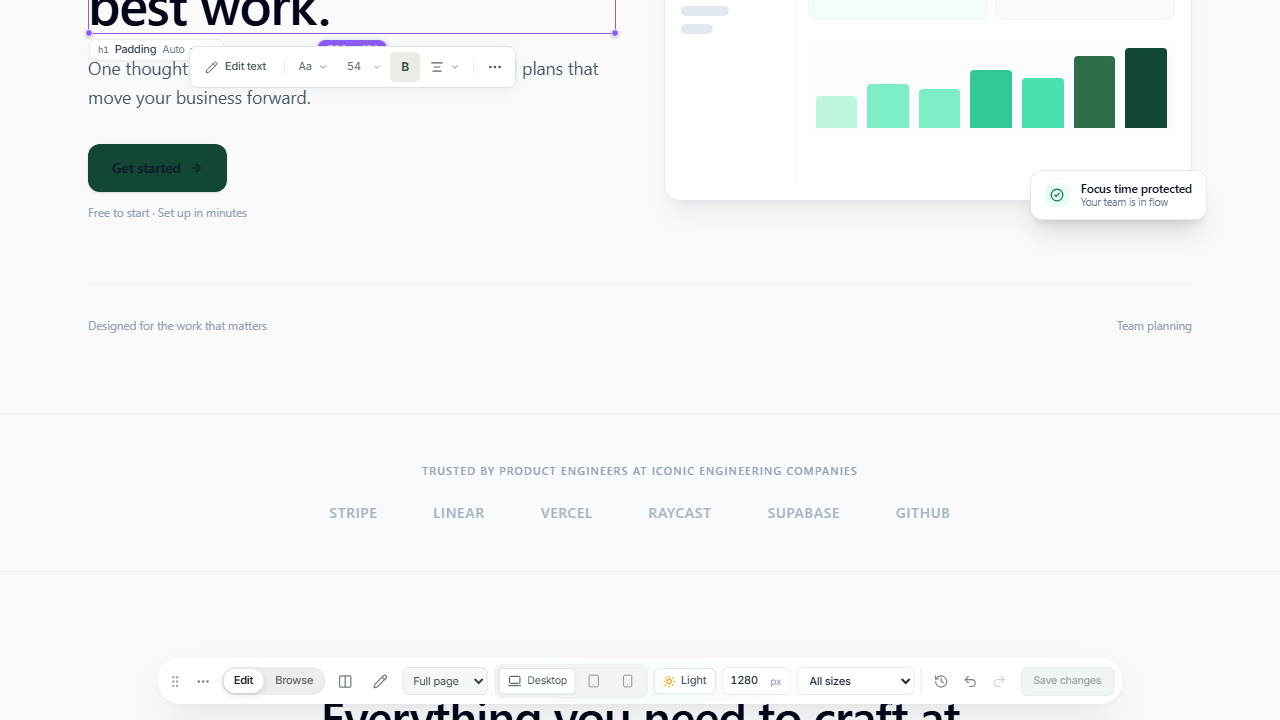 best work.
h1 Padding Auto
Edit text Aa 54 B
One thought plans that
move your business forward.
Get started
Free to start · Set up in minutes
Focus time protected
Your team is in flow
Designed for the work that matters
Team planning
TRUSTED BY PRODUCT ENGINEERS AT ICONIC ENGINEERING COMPANIES
STRIPE LINEAR VERCEL RAYCAST SUPABASE GITHUB
Edit Browse Full page Desktop Light 1280 px All sizes Save changes
Everything you need to craft at